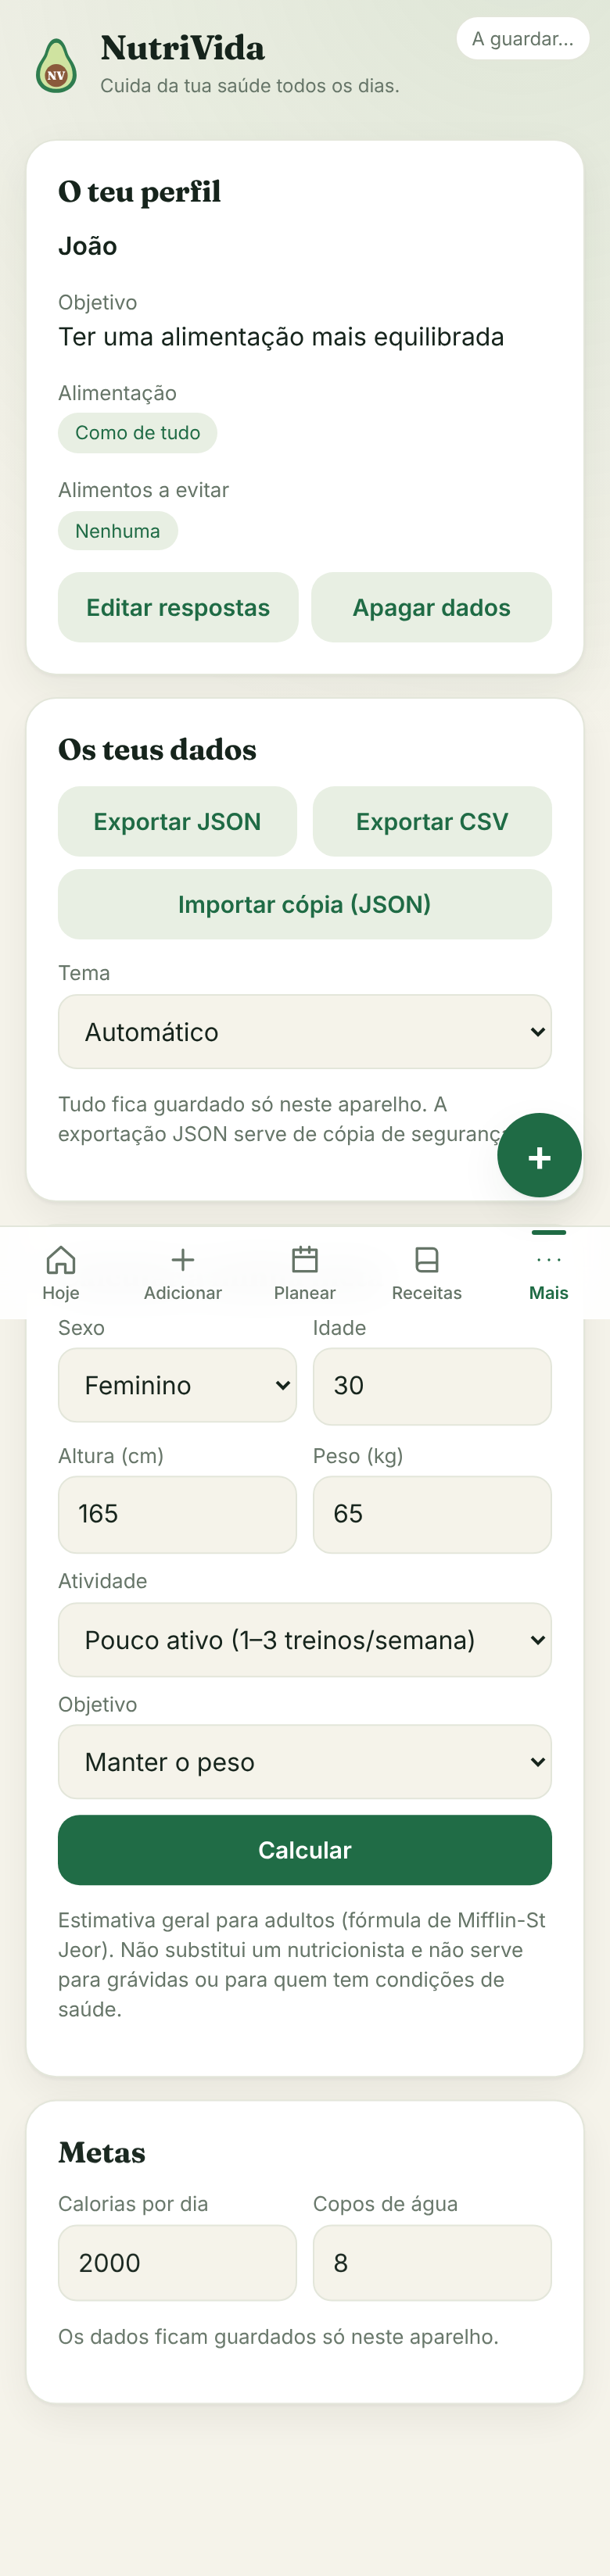 NV
NutriVida
Cuida da tua saúde todos os dias.
A guardar...
O teu perfil
João
Objetivo
Ter uma alimentação mais equilibrada
Alimentação
Como de tudo
Alimentos a evitar
Nenhuma
Editar respostas
Apagar dados
Os teus dados
Exportar JSON
Exportar CSV
Importar cópia (JSON)
Tema
Automático
Tudo fica guardado só neste aparelho. A
exportação JSON serve de cópia de segurança
+
Hoje
Adicionar
Planear
Receitas
Mais
Sexo
Idade
Feminino
30
Altura (cm)
Peso (kg)
165
65
Atividade
Pouco ativo (1–3 treinos/semana)
Objetivo
Manter o peso
Calcular
Estimativa geral para adultos (fórmula de Mifflin-St
Jeor). Não substitui um nutricionista e não serve
para grávidas ou para quem tem condições de
saúde.
Metas
Calorias por dia
Copos de água
2000
8
Os dados ficam guardados só neste aparelho.